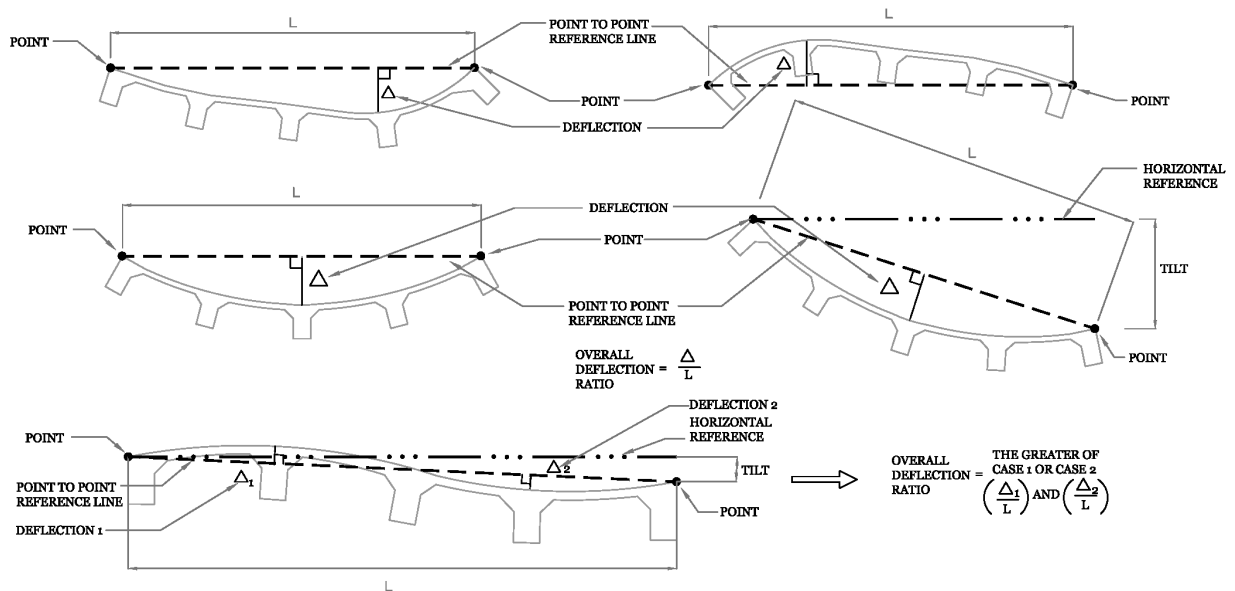 L
L
POINT TO POINT
REFERENCE LINE
POINT
Δ
Δ
POINT
POINT
DEFLECTION
L
HORIZONTAL
REFERENCE
L
DEFLECTION
POINT
POINT
TILT
Δ
Δ
POINT TO POINT
REFERENCE LINE
POINT
OVERALL
DEFLECTION = Δ/L
RATIO
DEFLECTION 2
HORIZONTAL
REFERENCE
POINT
Δ2
TILT
POINT TO POINT
REFERENCE LINE
Δ1
POINT
DEFLECTION 1
L
OVERALL
DEFLECTION =
RATIO
THE GREATER OF
CASE 1 OR CASE 2
(Δ1/L) AND (Δ2/L)